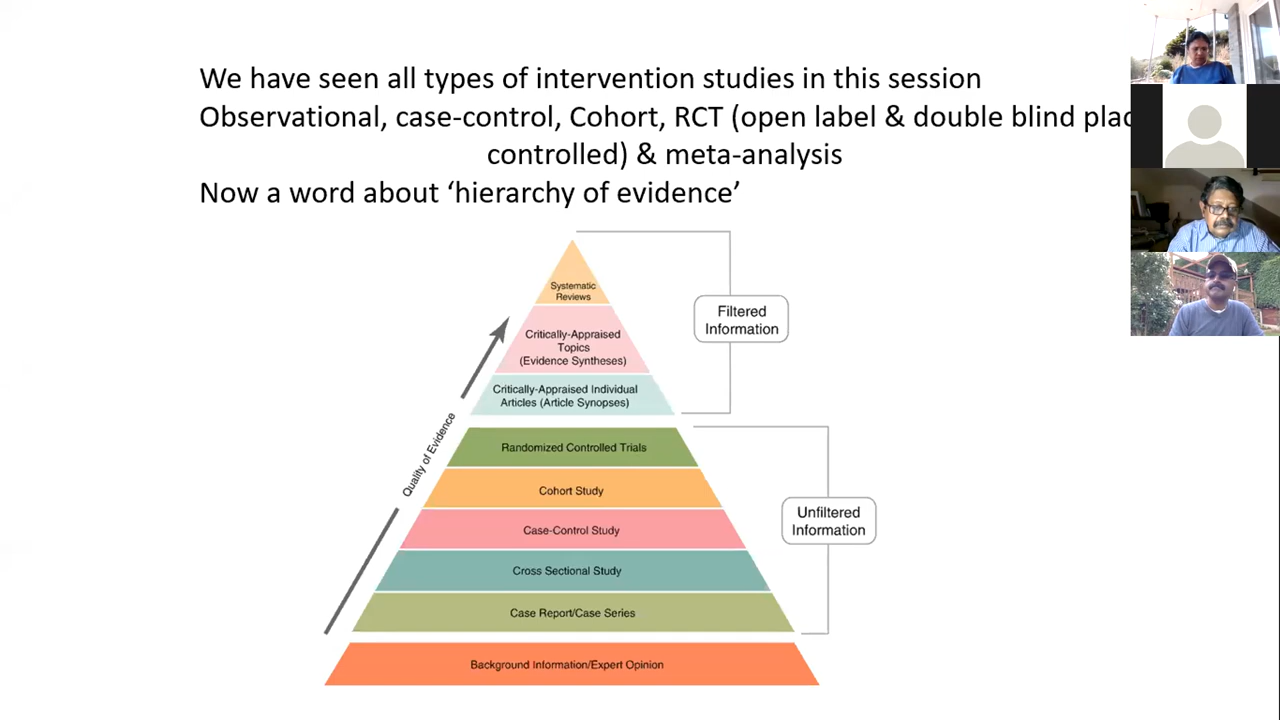 We have seen all types of intervention studies in this session
Observational, case-control, Cohort, RCT (open label & double blind
controlled) & meta-analysis
Now a word about ‘hierarchy of evidence’
Systematic
Reviews
Filtered
Information
Critically-Appraised
Topics
(Evidence Syntheses)
Critically-Appraised Individual
Articles (Article Synopses)
Quality of Evidence
Randomized Controlled Trials
Cohort Study
Unfiltered
Information
Case-Control Study
Cross Sectional Study
Case Report/Case Series
Background Information/Expert Opinion